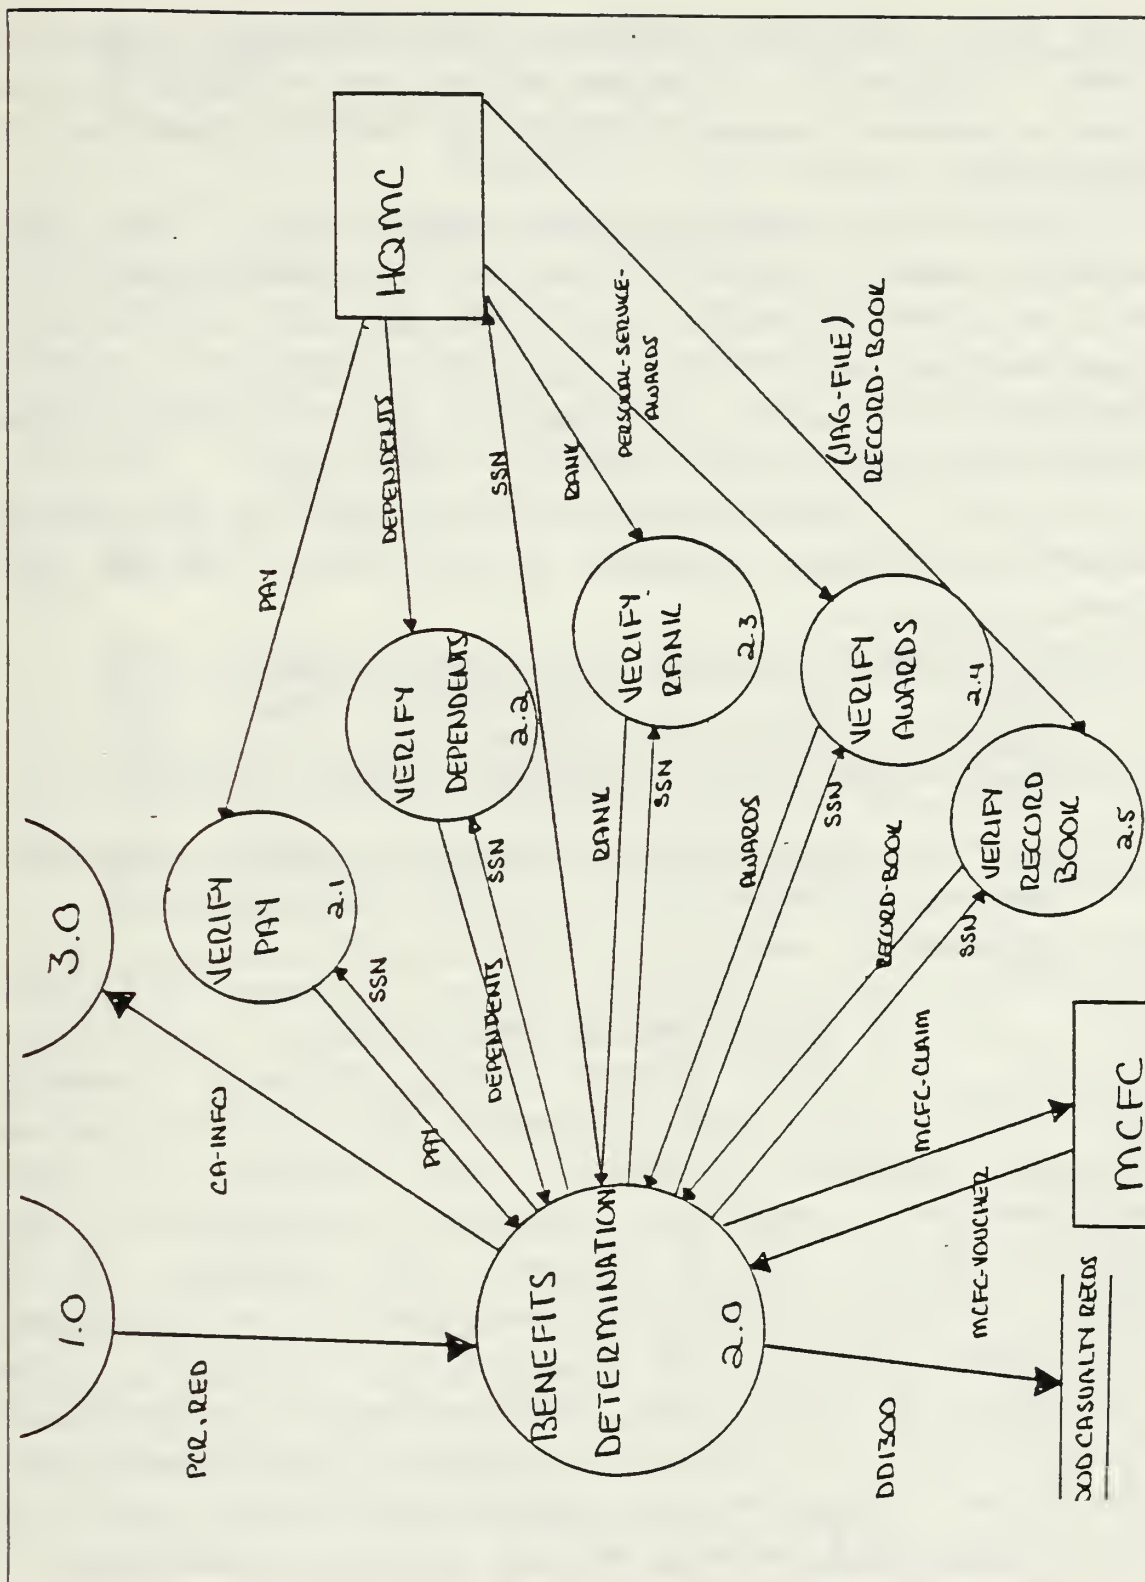 1.0
3.0
PCR, RED
CA-INFO
BENEFITS
DETERMINATION
2.0
VERIFY
PAY
2.1
PAY
SSN
PAY
VERIFY
DEPENDENTS
2.2
DEPENDENTS
SSN
DEPENDENTS
HQMC
SSN
VERIFY
RANK
2.3
RANK
SSN
RANK
VERIFY
AWARDS
2.4
AWARDS
SSN
PERSONAL-SERVICE-
AWARDS
VERIFY
RECORD
BOOK
2.5
RECORD-BOOK
SSN
(JAG-FILE)
RECORD-BOOK
MCFC-CLAIM
MCFC-VOUCHER
MCFC
DD1300
CASUALTY